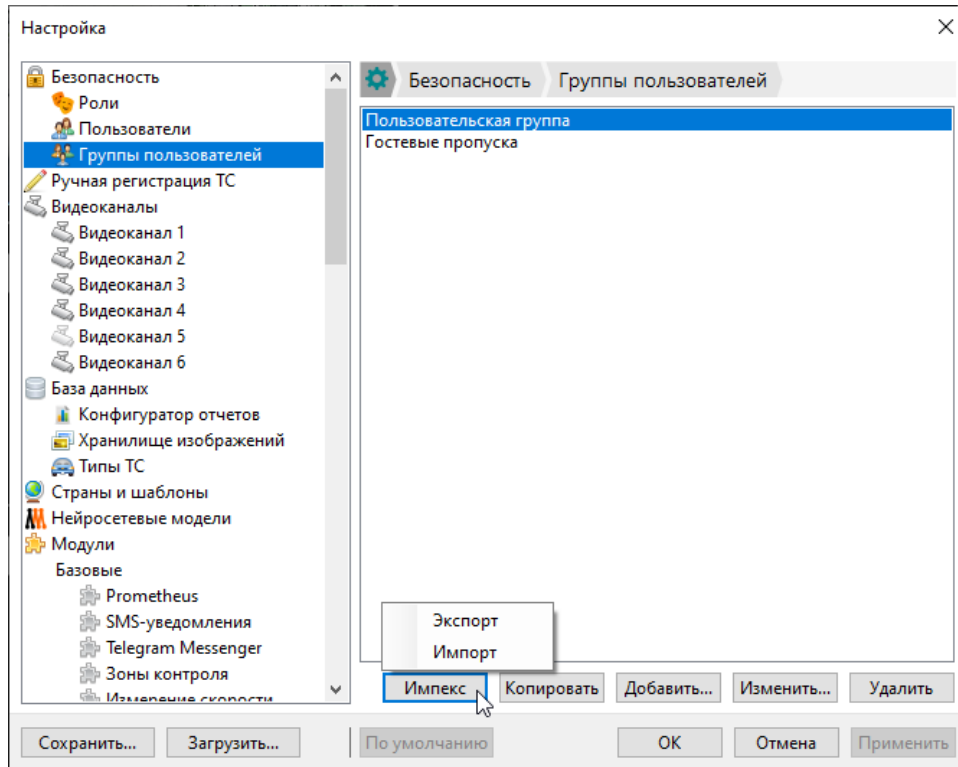 Настройка
Безопасность
Роли
Пользователи
Группы пользователей
Ручная регистрация ТС
Видеоканалы
Видеоканал 1
Видеоканал 2
Видеоканал 3
Видеоканал 4
Видеоканал 5
Видеоканал 6
База данных
Конфигуратор отчетов
Хранилище изображений
Типы ТС
Страны и шаблоны
Нейросетевые модели
Модули
Базовые
Prometheus
SMS-уведомления
Telegram Messenger
Зоны контроля
Измерение скорости
Безопасность Группы пользователей
Пользовательская группа
Гостевые пропуска
Экспорт
Импорт
Импекс Копировать Добавить... Изменить... Удалить
Сохранить... Загрузить... По умолчанию OK Отмена Применить